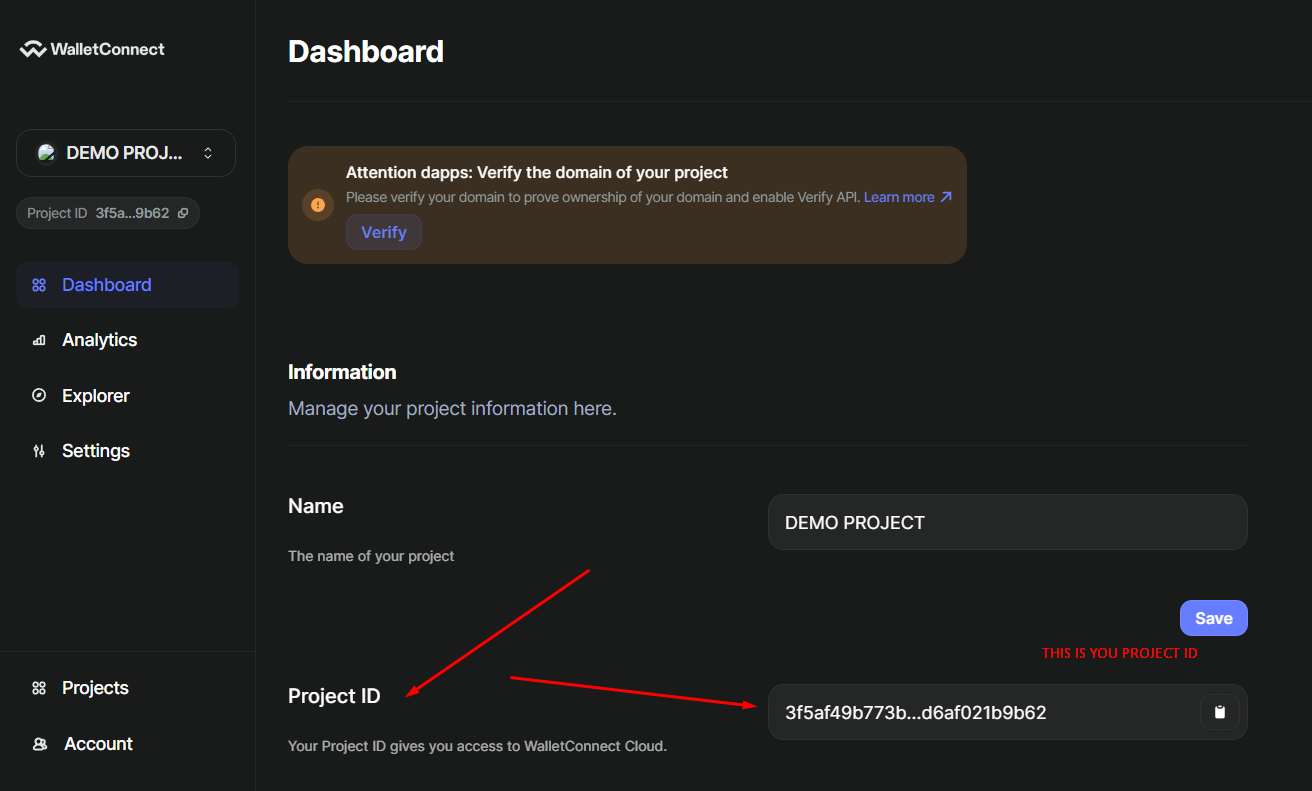 WalletConnect
DEMO PROJ...
Project ID 3f5a...9b62
Dashboard
Analytics
Explorer
Settings
Projects
Account
Dashboard
Attention dapps: Verify the domain of your project
Please verify your domain to prove ownership of your domain and enable Verify API. Learn more
Verify
Information
Manage your project information here.
Name
The name of your project
DEMO PROJECT
Save
THIS IS YOU PROJECT ID
Project ID
Your Project ID gives you access to WalletConnect Cloud.
3f5af49b773b...d6af021b9b62